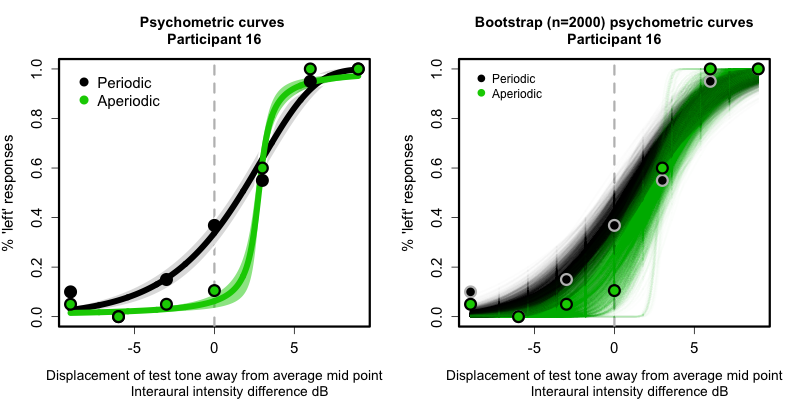 Psychometric curves
Participant 16
1.0
0.8
0.6
0.4
0.2
0.0
% 'left' responses
Periodic
Aperiodic
-5
0
5
Displacement of test tone away from average mid point
Interaural intensity difference dB
Bootstrap (n=2000) psychometric curves
Participant 16
1.0
0.8
0.6
0.4
0.2
0.0
% 'left' responses
Periodic
Aperiodic
-5
0
5
Displacement of test tone away from average mid point
Interaural intensity difference dB